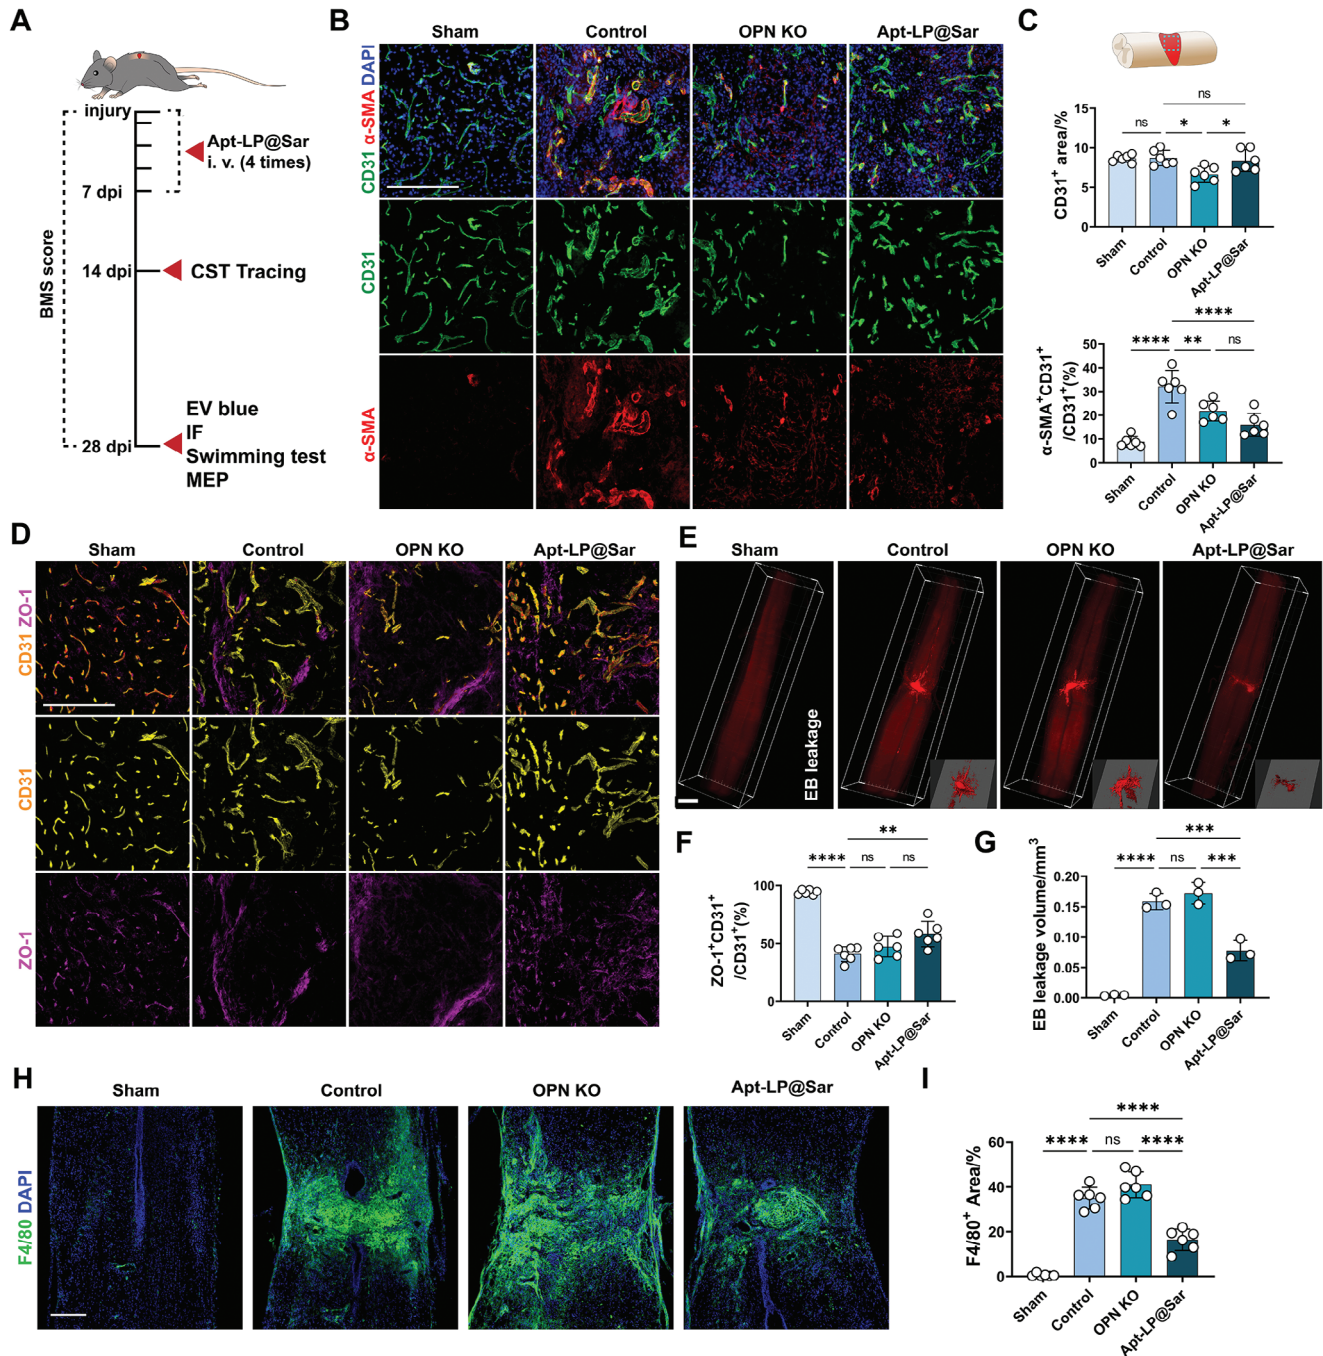 A
injury
Apt-LP@Sar
i. v. (4 times)
7 dpi
BMS score
14 dpi
CST Tracing
28 dpi
EV blue
IF
Swimming test
MEP
B
Sham
Control
OPN KO
Apt-LP@Sar
CD31 α-SMA DAPI
CD31
α-SMA
C
CD31+ area/%
15
10
5
0
ns
ns
*
*
Sham
Control
OPN KO
Apt-LP@Sar
α-SMA+CD31+
/CD31+(%)
50
40
30
20
10
0
****
****
**
ns
Sham
Control
OPN KO
Apt-LP@Sar
D
Sham
Control
OPN KO
Apt-LP@Sar
CD31 ZO-1
CD31
ZO-1
E
Sham
Control
OPN KO
Apt-LP@Sar
EB leakage
F
ZO-1+CD31+
/CD31+(%)
100
50
0
**
****
ns
ns
Sham
Control
OPN KO
Apt-LP@Sar
G
EB leakage volume/mm3
0.20
0.15
0.10
0.05
0.00
***
****
ns
***
Sham
Control
OPN KO
Apt-LP@Sar
H
Sham
Control
OPN KO
Apt-LP@Sar
F4/80 DAPI
I
F4/80+ Area/%
60
40
20
0
****
****
ns
****
Sham
Control
OPN KO
Apt-LP@Sar